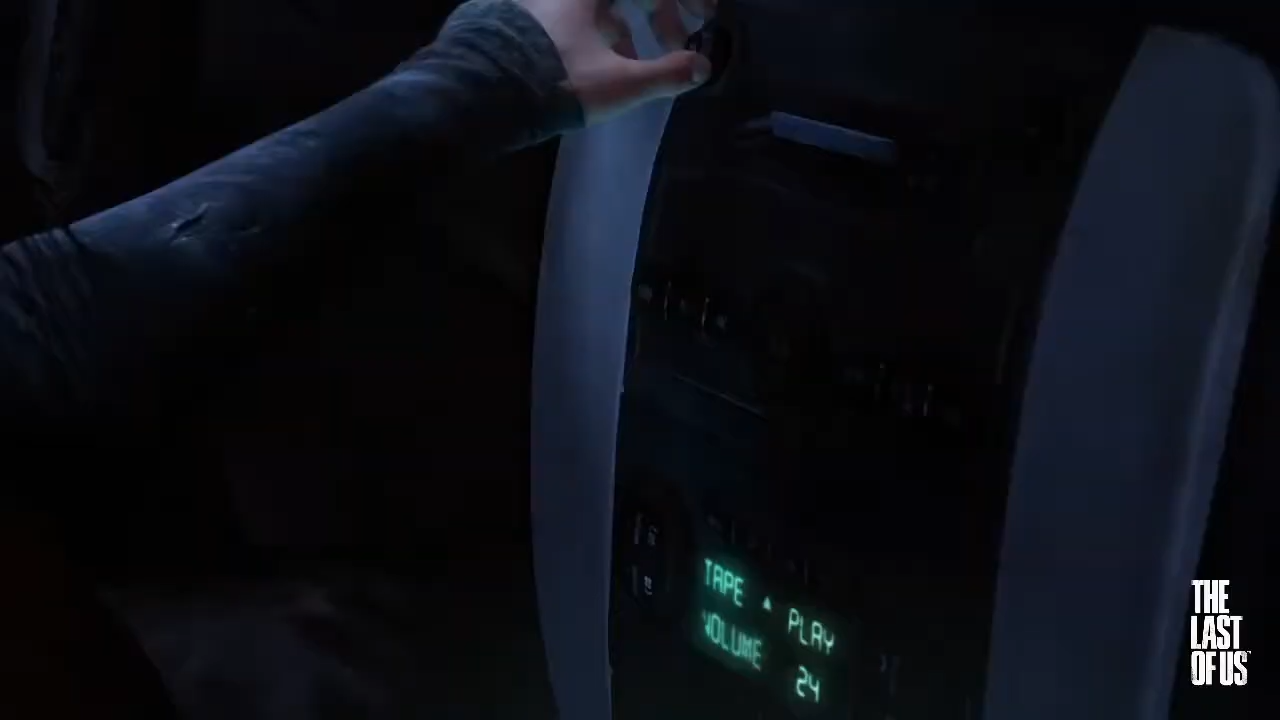 TAPE ▲ PLAY
VOLUME 24
THE
LAST
OF US